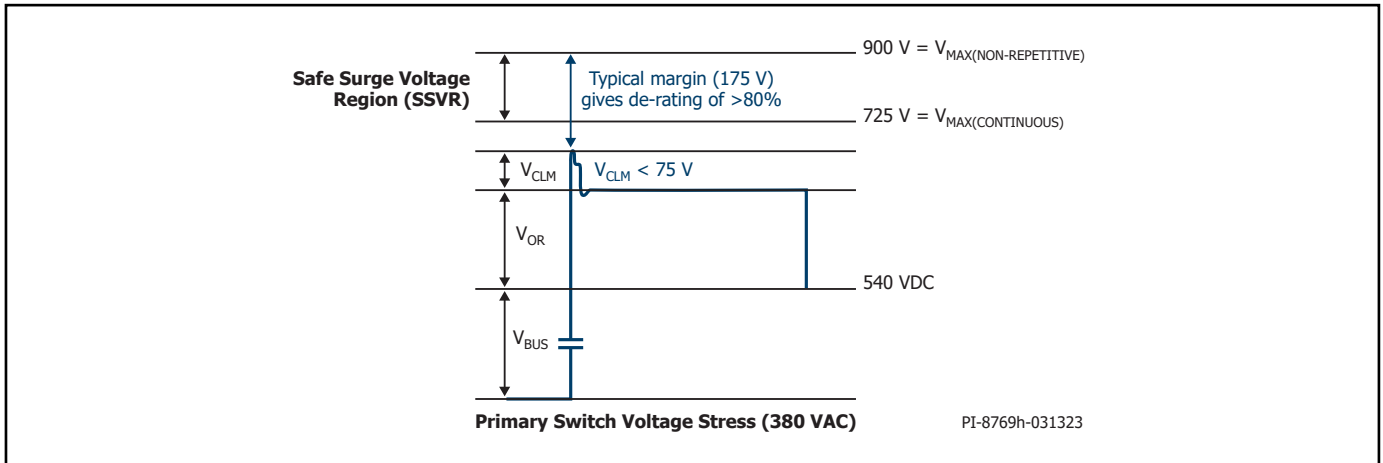 900 V = VMAX(NON-REPETITIVE)
Safe Surge Voltage
Region (SSVR)
Typical margin (175 V)
gives de-rating of >80%
725 V = VMAX(CONTINUOUS)
VCLM
VCLM < 75 V
VOR
540 VDC
VBUS
Primary Switch Voltage Stress (380 VAC)
PI-8769h-031323